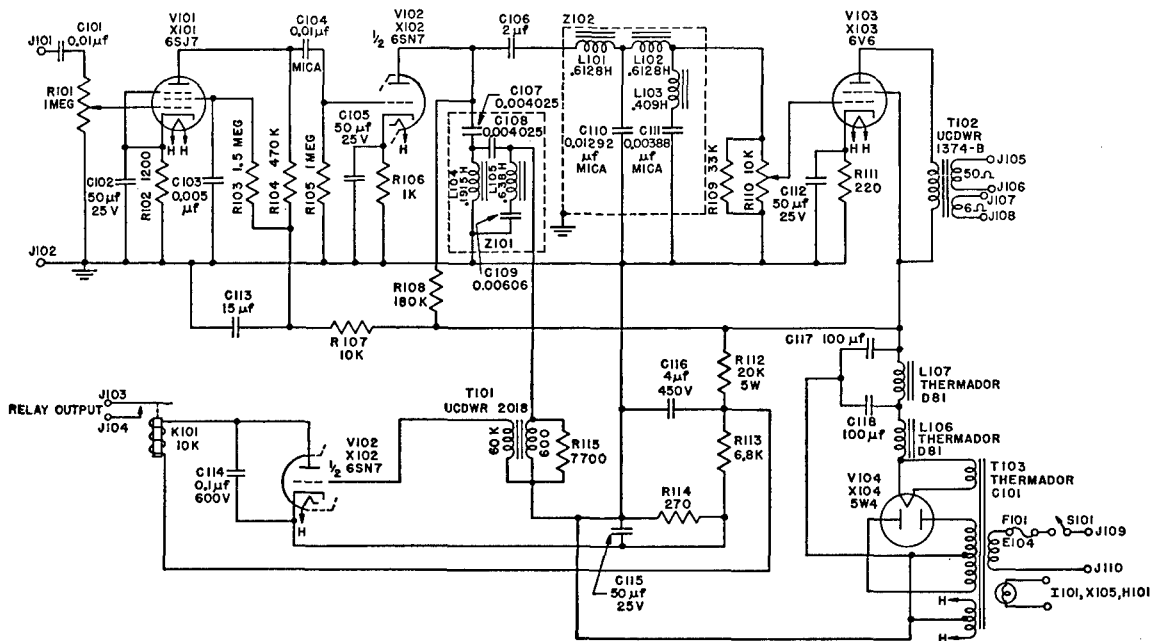 J101
C101
0.01µf
R101
1 MEG
V101
X101
6SJ7
H H
C102
50µf
25V
R102 1200
C103
0.005
µf
R103 1.5 MEG
R104 470K
C104
0.01µf
MICA
R105 1MEG
1/2
V102
X102
6SN7
H
C105
50µf
25V
R106
1K
C106
2µf
C107
0.004025
C108
0.004025
L104
.1915H
L105
.638H
Z101
C109
0.00606
Z102
L101
.6128H
L102
.6128H
L103
.409H
C110
0.01292
µf
MICA
C111
0.00388
µf
MICA
R109 33K
R110 10K
V103
X103
6V6
H H
C112
50µf
25V
R111
220
T102
UCDWR
1374-B
50Ω
6Ω
J105
J106
J107
J108
J102
C113
15µf
R107
10K
R108
180K
J103
RELAY OUTPUT
J104
K101
10K
C114
0.1µf
600V
1/2
V102
X102
6SN7
H
T101
UCDWR 2018
60K
600
R115
7700
C116
4µf
450V
R112
20K
5W
R113
6.8K
R114
270
C115
50µf
25V
C117 100µf
C118
100µf
L107
THERMADOR
D81
L106
THERMADOR
D81
V104
X104
5W4
T103
THERMADOR
C101
F101
E104
S101
J109
J110
H
H
I101, X105, H101